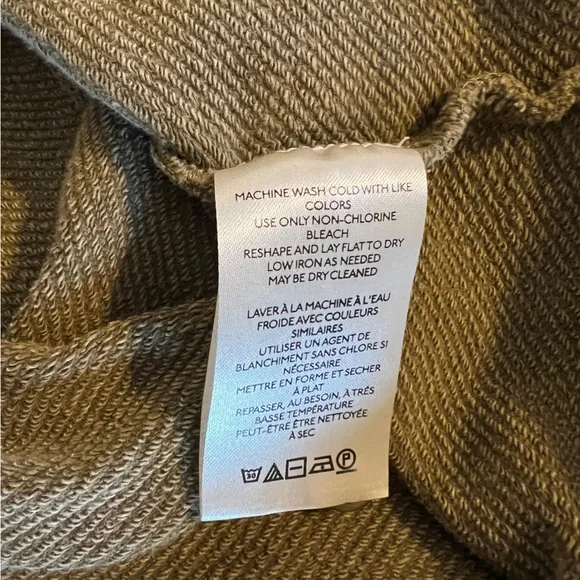 MACHINE WASH COLD WITH LIKE
COLORS
USE ONLY NON-CHLORINE
BLEACH
RESHAPE AND LAY FLAT TO DRY
LOW IRON AS NEEDED
MAY BE DRY CLEANED
LAVER À LA MACHINE À L'EAU
FROIDE AVEC COULEURS
SIMILAIRES
UTILISER UN AGENT DE
BLANCHIMENT SANS CHLORE SI
NÉCESSAIRE
METTRE EN FORME ET SECHER
À PLAT
REPASSER, AU BESOIN, À TRÉS
BASSE TEMPÉRATURE
PEUT-ÊTRE ÊTRE NETTOYÉE
À SEC
30 P